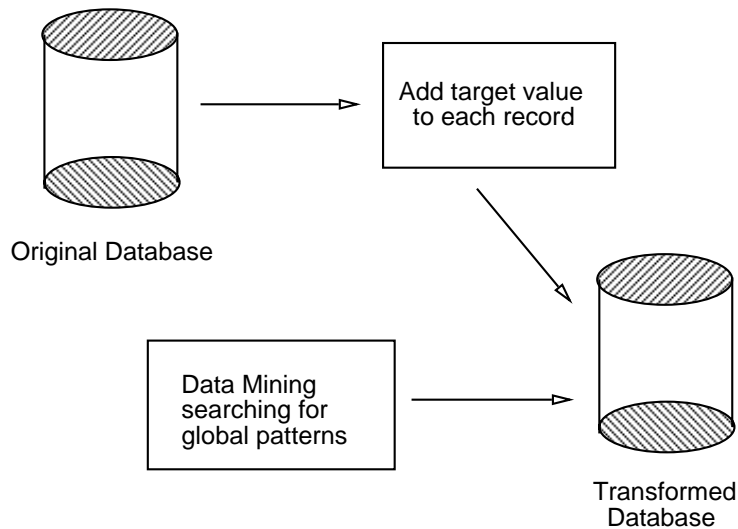 Add target value
to each record
Original Database
Data Mining
searching for
global patterns
Transformed
Database